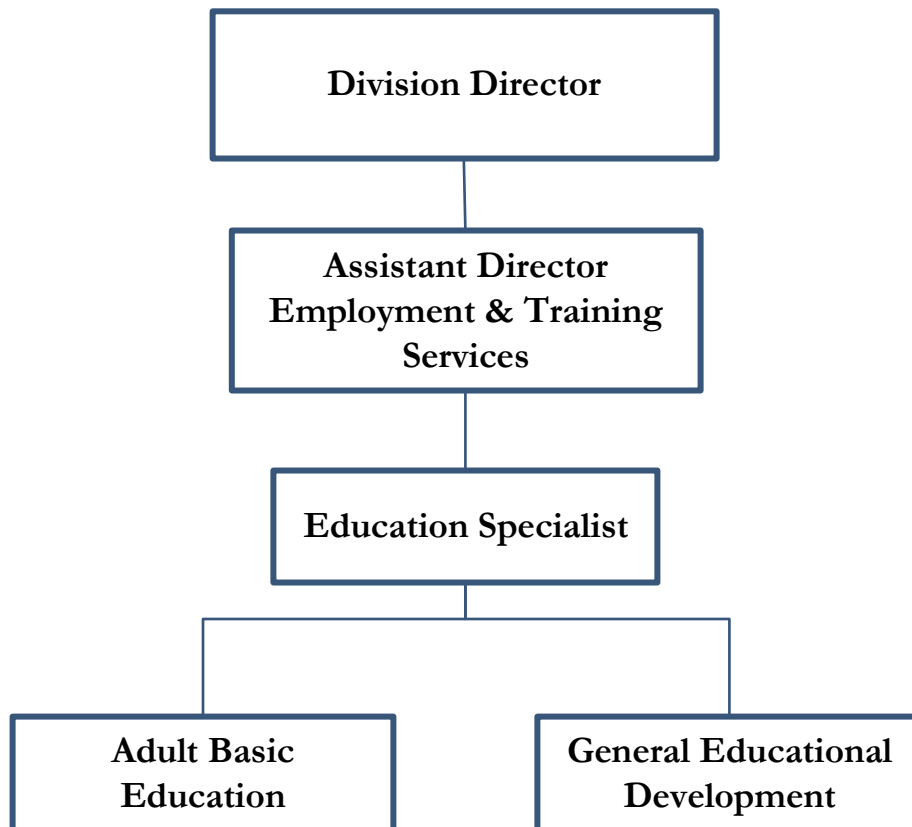 Division Director
Assistant Director
Employment & Training
Services
Education Specialist
Adult Basic
Education
General Educational
Development